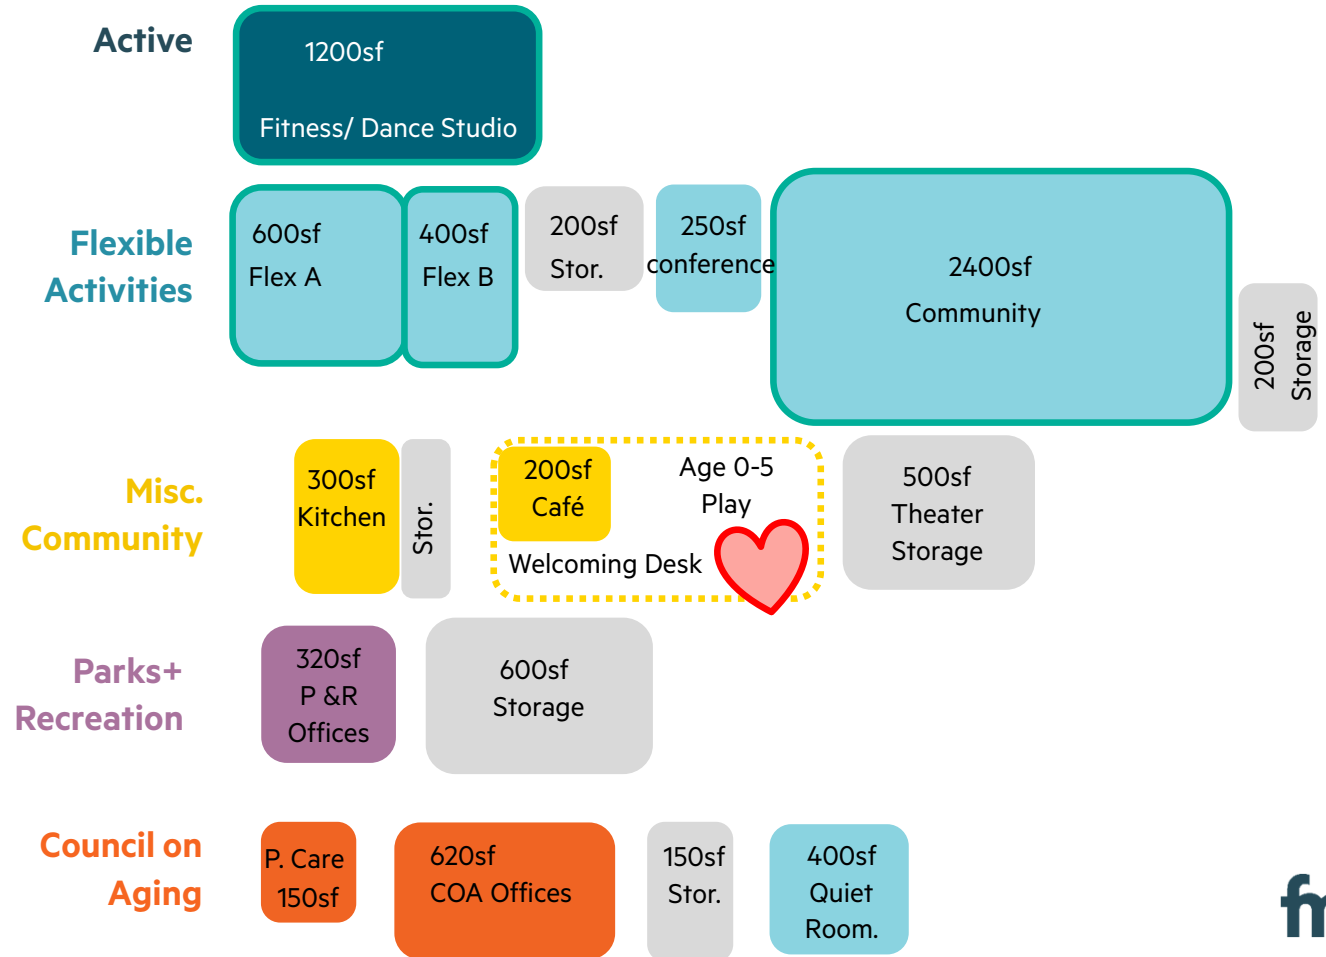 Active
1200sf
Fitness/ Dance Studio
Flexible
Activities
600sf
Flex A
400sf
Flex B
200sf
Stor.
250sf
conference
2400sf
Community
200sf
Storage
Misc.
Community
300sf
Kitchen
Stor.
200sf
Café
Age 0-5
Play
Welcoming Desk
500sf
Theater
Storage
Parks+
Recreation
320sf
P &R
Offices
600sf
Storage
Council on
Aging
P. Care
150sf
620sf
COA Offices
150sf
Stor.
400sf
Quiet
Room.